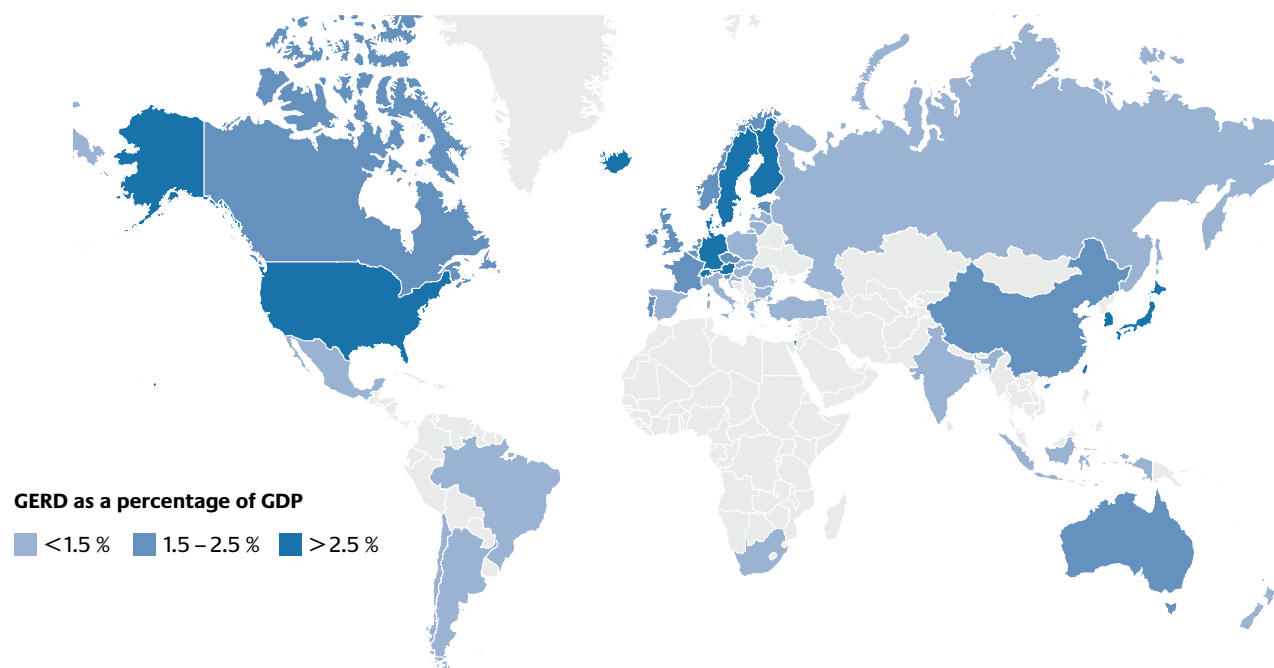 GERD as a percentage of GDP
<1.5 %
1.5 – 2.5 %
>2.5 %